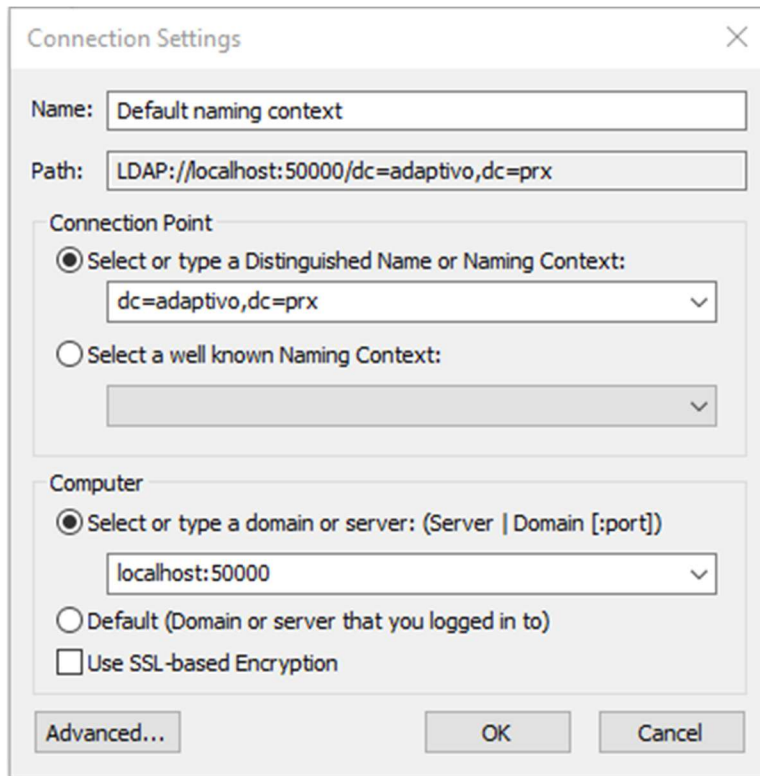 Connection Settings
Name: Default naming context
Path: LDAP://localhost:50000/dc=adaptivo,dc=prx
Connection Point
Select or type a Distinguished Name or Naming Context:
dc=adaptivo,dc=prx
Select a well known Naming Context:
Computer
Select or type a domain or server: (Server | Domain [:port])
localhost:50000
Default (Domain or server that you logged in to)
Use SSL-based Encryption
Advanced... OK Cancel